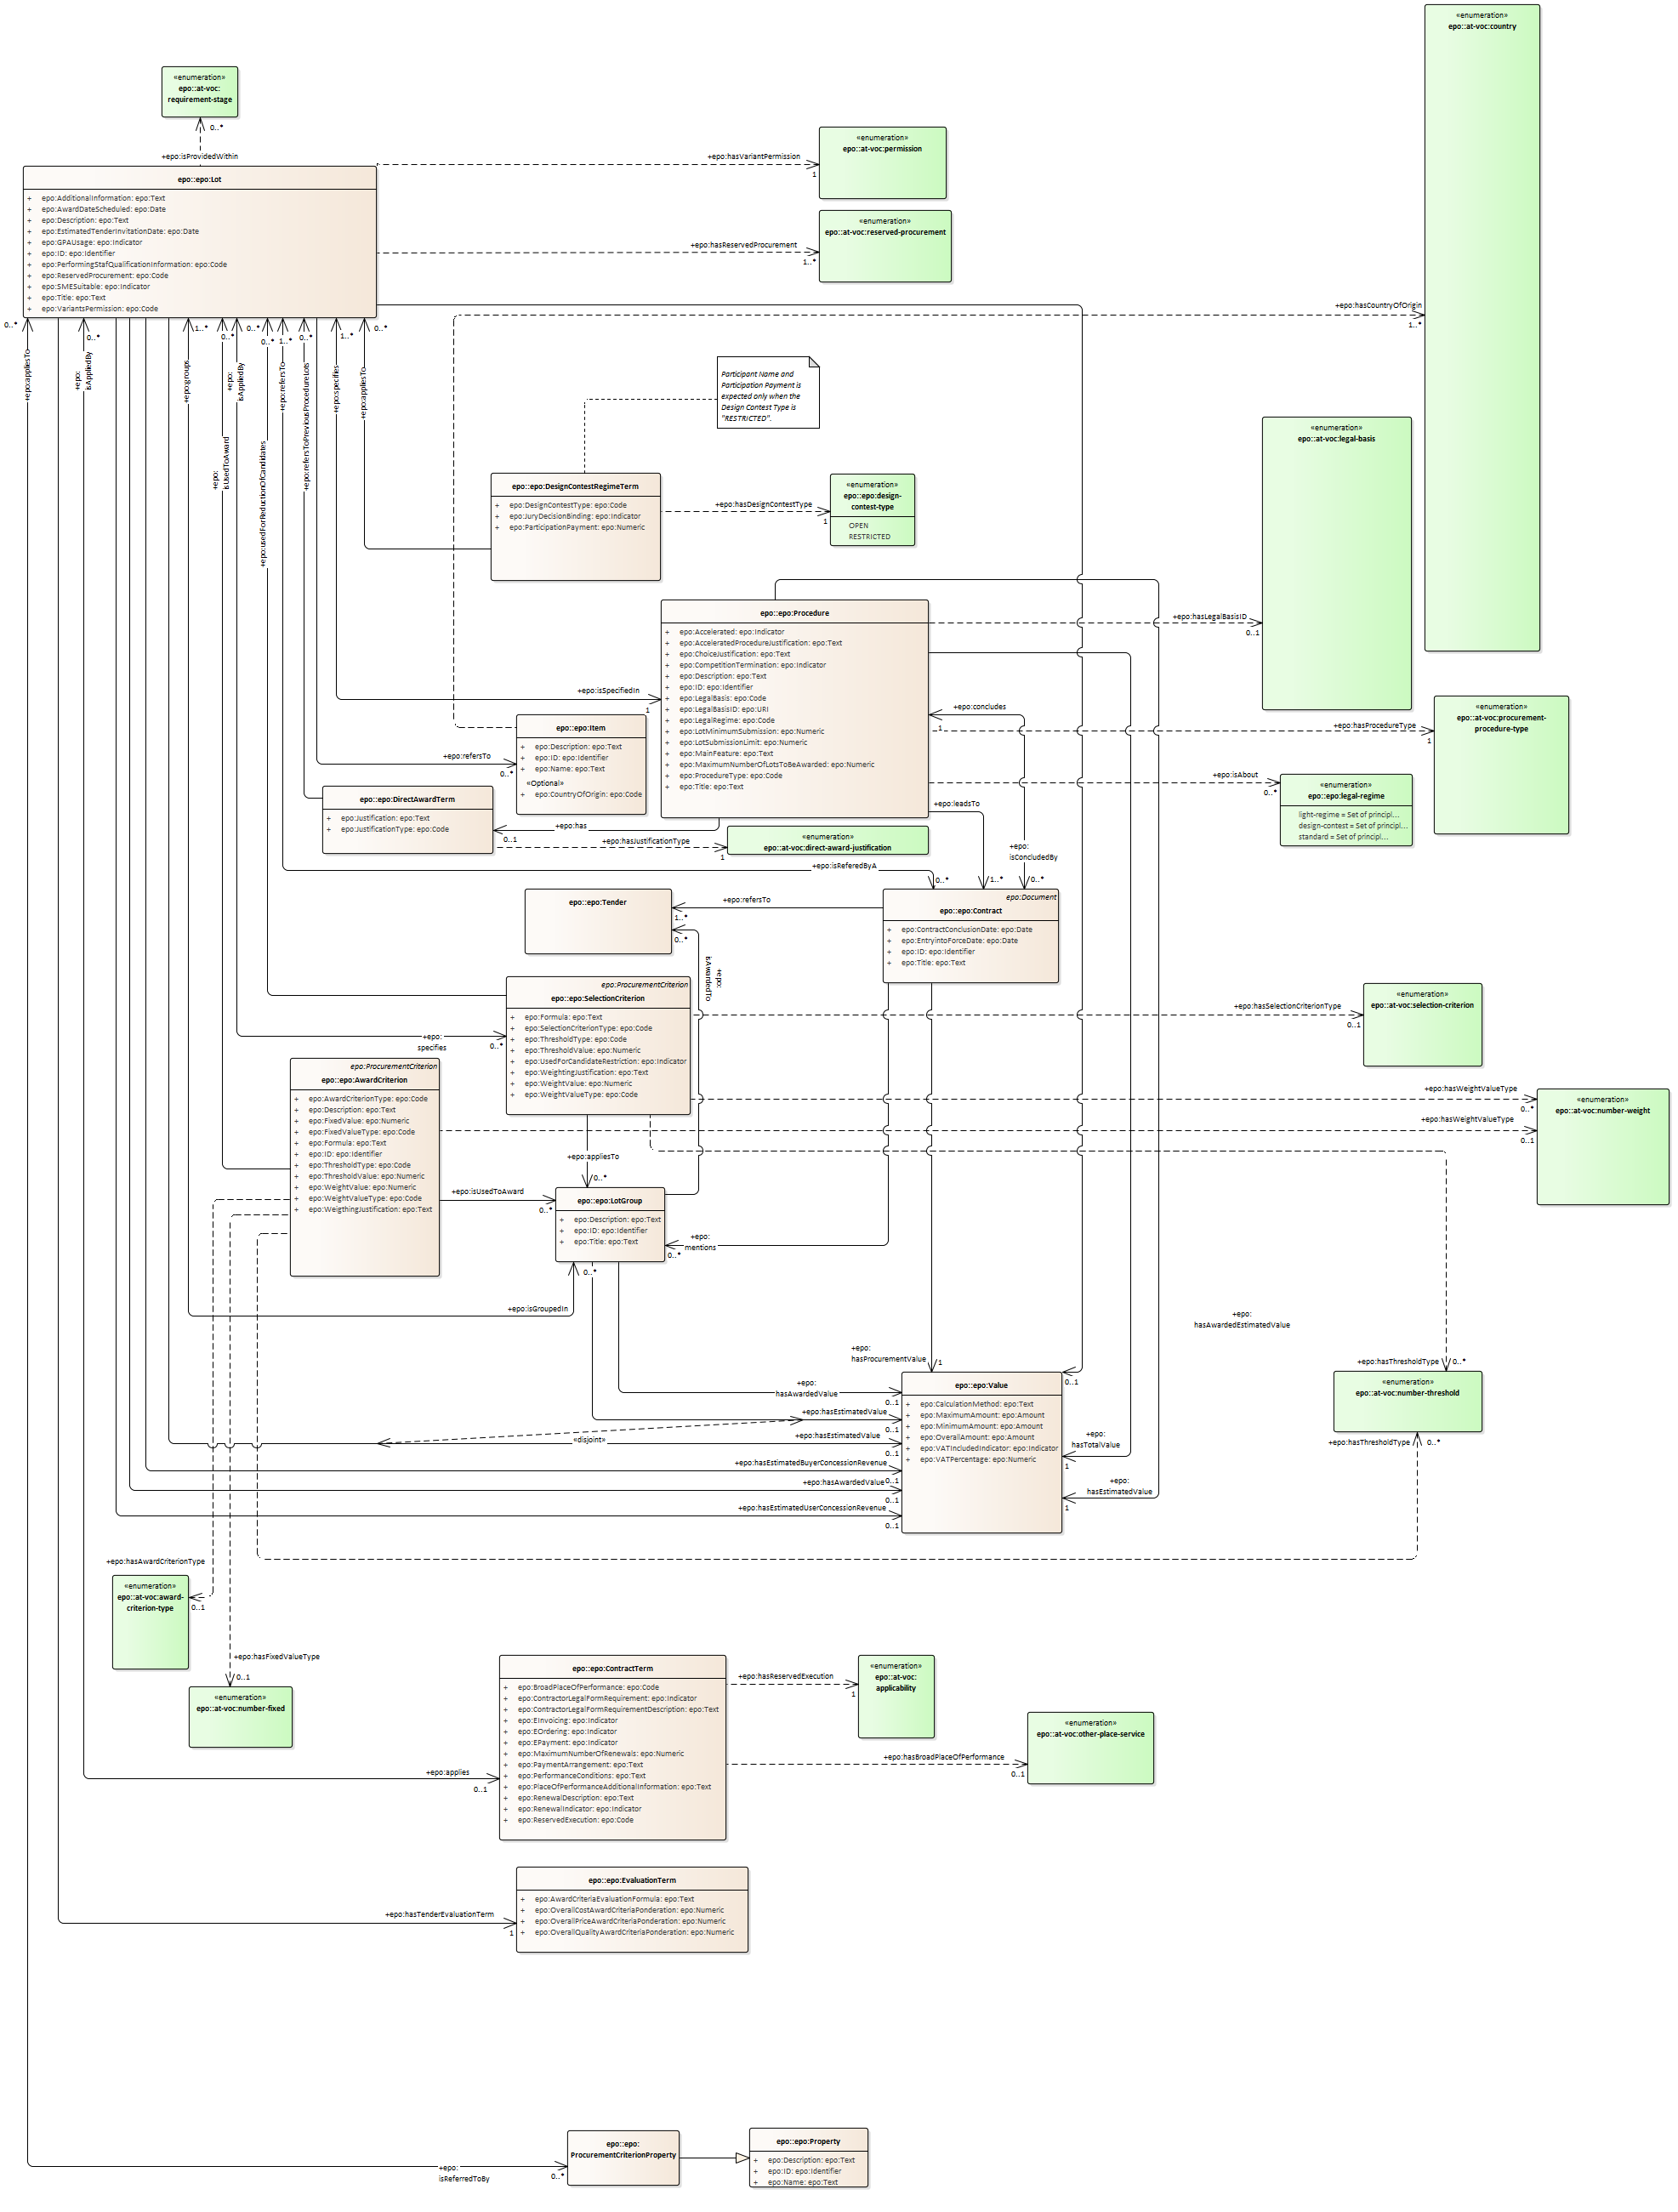 «enumeration»
epo::at-voc:country
«enumeration»
epo::at-voc:
requirement-stage
0..*
+epo:isProvidedWithin
«enumeration»
epo::at-voc:permission
+epo:hasVariantPermission
1
epo::epo:Lot
+ epo:AdditionalInformation: epo:Text
+ epo:AwardDateScheduled: epo:Date
+ epo:Description: epo:Text
+ epo:EstimatedTenderInvitationDate: epo:Date
+ epo:GPAUsage: epo:Indicator
+ epo:ID: epo:Identifier
+ epo:PerformingStafQualificationInformation: epo:Code
+ epo:ReservedProcurement: epo:Code
+ epo:SMESuitable: epo:Indicator
+ epo:Title: epo:Text
+ epo:VariantsPermission: epo:Code
«enumeration»
epo::at-voc:reserved-procurement
+epo:hasReservedProcurement
1..*
+epo:hasCountryOfOrigin
1..*
0..*
0..*
1..*
0..*
0..*
0..*
1..*
0..*
1..*
0..*
+epo:appliesTo
+epo:
isAppliedBy
+epo:groups
+epo:
isUsedToAward
+epo:
isAppliedBy
+epo:usedForReductionOfCandidates
+epo:refersTo
+epo:refersToPreviousProcedureLots
+epo:specifies
+epo:appliesTo
Participant Name and
Participation Payment is
expected only when the
Design Contest Type is
"RESTRICTED".
«enumeration»
epo::at-voc:legal-basis
epo::epo:DesignContestRegimeTerm
+ epo:DesignContestType: epo:Code
+ epo:JuryDecisionBinding: epo:Indicator
+ epo:ParticipationPayment: epo:Numeric
+epo:hasDesignContestType
1
«enumeration»
epo::epo:design-
contest-type
OPEN
RESTRICTED
epo::epo:Procedure
+ epo:Accelerated: epo:Indicator
+ epo:AcceleratedProcedureJustification: epo:Text
+ epo:ChoiceJustification: epo:Text
+ epo:CompetitionTermination: epo:Indicator
+ epo:Description: epo:Text
+ epo:ID: epo:Identifier
+ epo:LegalBasis: epo:Code
+ epo:LegalBasisID: epo:URI
+ epo:LegalRegime: epo:Code
+ epo:LotMinimumSubmission: epo:Numeric
+ epo:LotSubmissionLimit: epo:Numeric
+ epo:MainFeature: epo:Text
+ epo:MaximumNumberOfLotsToBeAwarded: epo:Numeric
+ epo:ProcedureType: epo:Code
+ epo:Title: epo:Text
+epo:hasLegalBasisID
0..1
+epo:isSpecifiedIn
1
+epo:concludes
1
+epo:hasProcedureType
1
«enumeration»
epo::at-voc:procurement-
procedure-type
epo::epo:Item
+ epo:Description: epo:Text
+ epo:ID: epo:Identifier
+ epo:Name: epo:Text
«Optional»
+ epo:CountryOfOrigin: epo:Code
+epo:refersTo
0..*
+epo:isAbout
0..*
«enumeration»
epo::epo:legal-regime
light-regime = Set of principl...
design-contest = Set of principl...
standard = Set of principl...
epo::epo:DirectAwardTerm
+ epo:Justification: epo:Text
+ epo:JustificationType: epo:Code
+epo:has
0..1
+epo:hasJustificationType
1
«enumeration»
epo::at-voc:direct-award-justification
+epo:leadsTo
+epo:
isConcludedBy
+epo:isReferedByA
0..*
1..*
0..*
epo::epo:Tender
+epo:refersTo
1..*
0..*
epo:Document
epo::epo:Contract
+ epo:ContractConclusionDate: epo:Date
+ epo:EntryintoForceDate: epo:Date
+ epo:ID: epo:Identifier
+ epo:Title: epo:Text
+epo:
isAwardedTo
epo:ProcurementCriterion
epo::epo:SelectionCriterion
+ epo:Formula: epo:Text
+ epo:SelectionCriterionType: epo:Code
+ epo:ThresholdType: epo:Code
+ epo:ThresholdValue: epo:Numeric
+ epo:UsedForCandidateRestriction: epo:Indicator
+ epo:WeightingJustification: epo:Text
+ epo:WeightValue: epo:Numeric
+ epo:WeightValueType: epo:Code
+epo:
specifies
0..*
+epo:hasSelectionCriterionType
0..1
«enumeration»
epo::at-voc:selection-criterion
epo:ProcurementCriterion
epo::epo:AwardCriterion
+ epo:AwardCriterionType: epo:Code
+ epo:Description: epo:Text
+ epo:FixedValue: epo:Numeric
+ epo:FixedValueType: epo:Code
+ epo:Formula: epo:Text
+ epo:ID: epo:Identifier
+ epo:ThresholdType: epo:Code
+ epo:ThresholdValue: epo:Numeric
+ epo:WeightValue: epo:Numeric
+ epo:WeightValueType: epo:Code
+ epo:WeigthingJustification: epo:Text
+epo:hasWeightValueType
0..*
+epo:hasWeightValueType
0..1
«enumeration»
epo::at-voc:number-weight
+epo:appliesTo
0..*
+epo:isUsedToAward
0..*
epo::epo:LotGroup
+ epo:Description: epo:Text
+ epo:ID: epo:Identifier
+ epo:Title: epo:Text
+epo:
mentions
0..*
0..*
+epo:isGroupedIn
+epo:
hasAwardedEstimatedValue
+epo:
hasProcurementValue
1
0..1
+epo:hasThresholdType
0..*
«enumeration»
epo::at-voc:number-threshold
+epo:hasThresholdType
0..*
epo::epo:Value
+ epo:CalculationMethod: epo:Text
+ epo:MaximumAmount: epo:Amount
+ epo:MinimumAmount: epo:Amount
+ epo:OverallAmount: epo:Amount
+ epo:VATIncludedIndicator: epo:Indicator
+ epo:VATPercentage: epo:Numeric
+epo:
hasAwardedValue
0..1
+epo:hasEstimatedValue
0..1
«disjoint»
+epo:hasEstimatedValue
0..1
+epo:hasEstimatedBuyerConcessionRevenue
0..1
+epo:hasAwardedValue
0..1
+epo:hasEstimatedUserConcessionRevenue
0..1
+epo:
hasTotalValue
1
+epo:
hasEstimatedValue
1
+epo:hasAwardCriterionType
0..1
«enumeration»
epo::at-voc:award-
criterion-type
+epo:hasFixedValueType
0..1
«enumeration»
epo::at-voc:number-fixed
epo::epo:ContractTerm
+ epo:BroadPlaceOfPerformance: epo:Code
+ epo:ContractorLegalFormRequirement: epo:Indicator
+ epo:ContractorLegalFormRequirementDescription: epo:Text
+ epo:EInvoicing: epo:Indicator
+ epo:EOrdering: epo:Indicator
+ epo:EPayment: epo:Indicator
+ epo:MaximumNumberOfRenewals: epo:Numeric
+ epo:PaymentArrangement: epo:Text
+ epo:PerformanceConditions: epo:Text
+ epo:PlaceOfPerformanceAdditionalInformation: epo:Text
+ epo:RenewalDescription: epo:Text
+ epo:RenewalIndicator: epo:Indicator
+ epo:ReservedExecution: epo:Code
+epo:hasReservedExecution
1
«enumeration»
epo::at-voc:
applicability
+epo:hasBroadPlaceOfPerformance
0..1
«enumeration»
epo::at-voc:other-place-service
+epo:applies
0..1
epo::epo:EvaluationTerm
+ epo:AwardCriteriaEvaluationFormula: epo:Text
+ epo:OverallCostAwardCriteriaPonderation: epo:Numeric
+ epo:OverallPriceAwardCriteriaPonderation: epo:Numeric
+ epo:OverallQualityAwardCriteriaPonderation: epo:Numeric
+epo:hasTenderEvaluationTerm
1
epo::epo:
ProcurementCriterionProperty
+epo:
isReferredToBy
0..*
epo::epo:Property
+ epo:Description: epo:Text
+ epo:ID: epo:Identifier
+ epo:Name: epo:Text